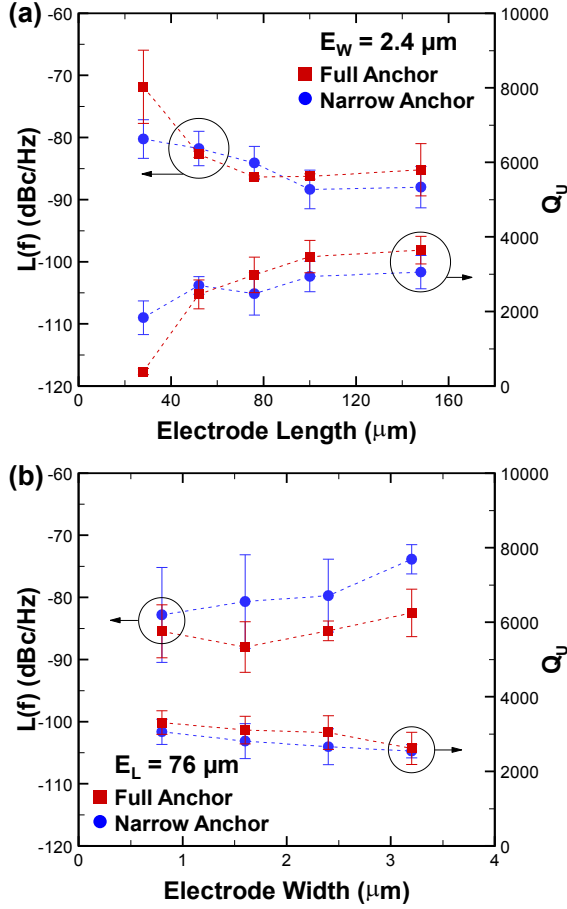 (a)
E_W = 2.4 μm
Full Anchor
Narrow Anchor
L(f) (dBc/Hz)
-60
-70
-80
-90
-100
-110
-120
10000
8000
6000
4000
2000
0
Q_U
0 40 80 120 160
Electrode Length (μm)
(b)
E_L = 76 μm
Full Anchor
Narrow Anchor
L(f) (dBc/Hz)
-60
-70
-80
-90
-100
-110
-120
10000
8000
6000
4000
2000
0
Q_U
0 1 2 3 4
Electrode Width (μm)